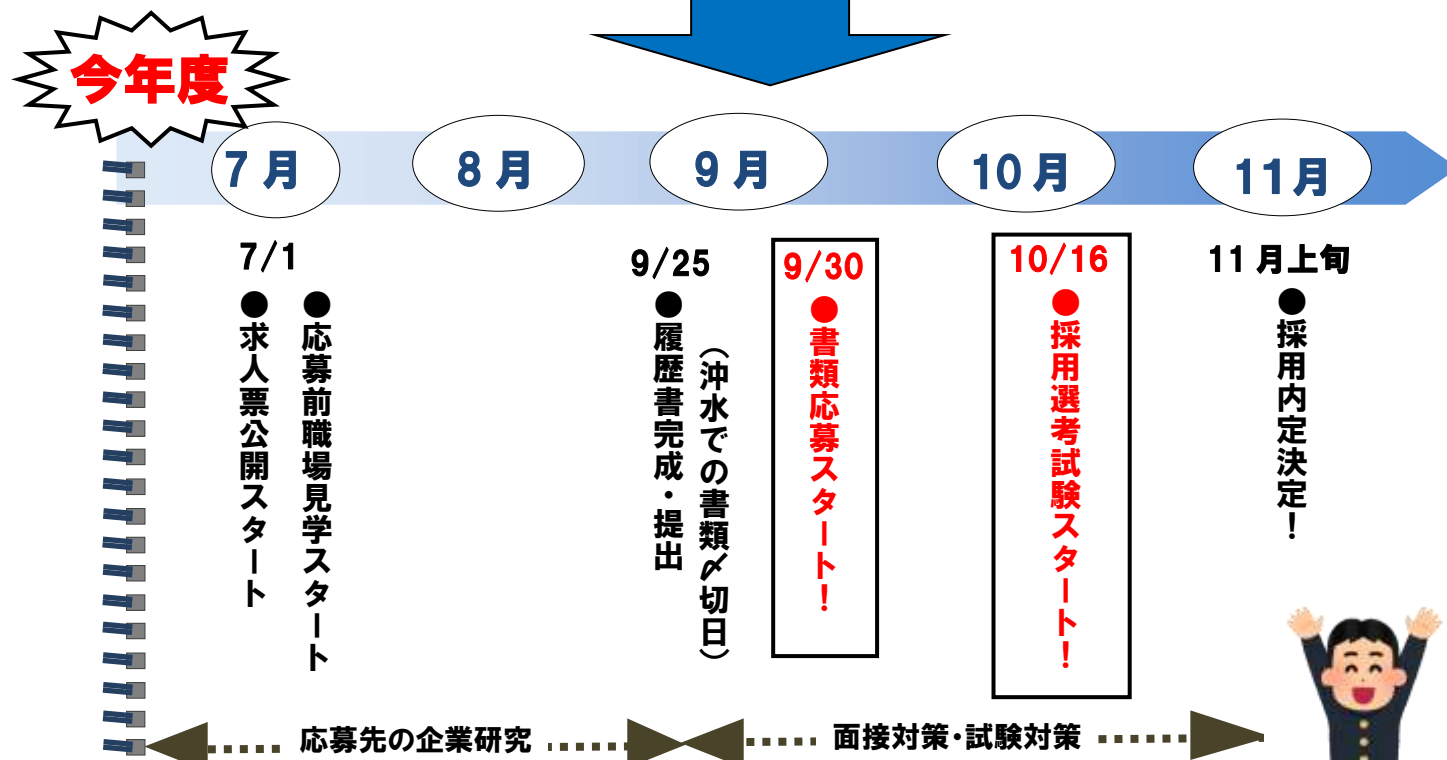 今年度
7月
8月
9月
10月
11月
7/1
●求人票公開スタート
●応募前職場見学スタート
9/25
●履歴書完成・提出
（沖水での書類〆切日）
9/30
●書類応募スタート！
10/16
●採用選考試験スタート！
11月上旬
●採用内定決定！
応募先の企業研究
面接対策・試験対策